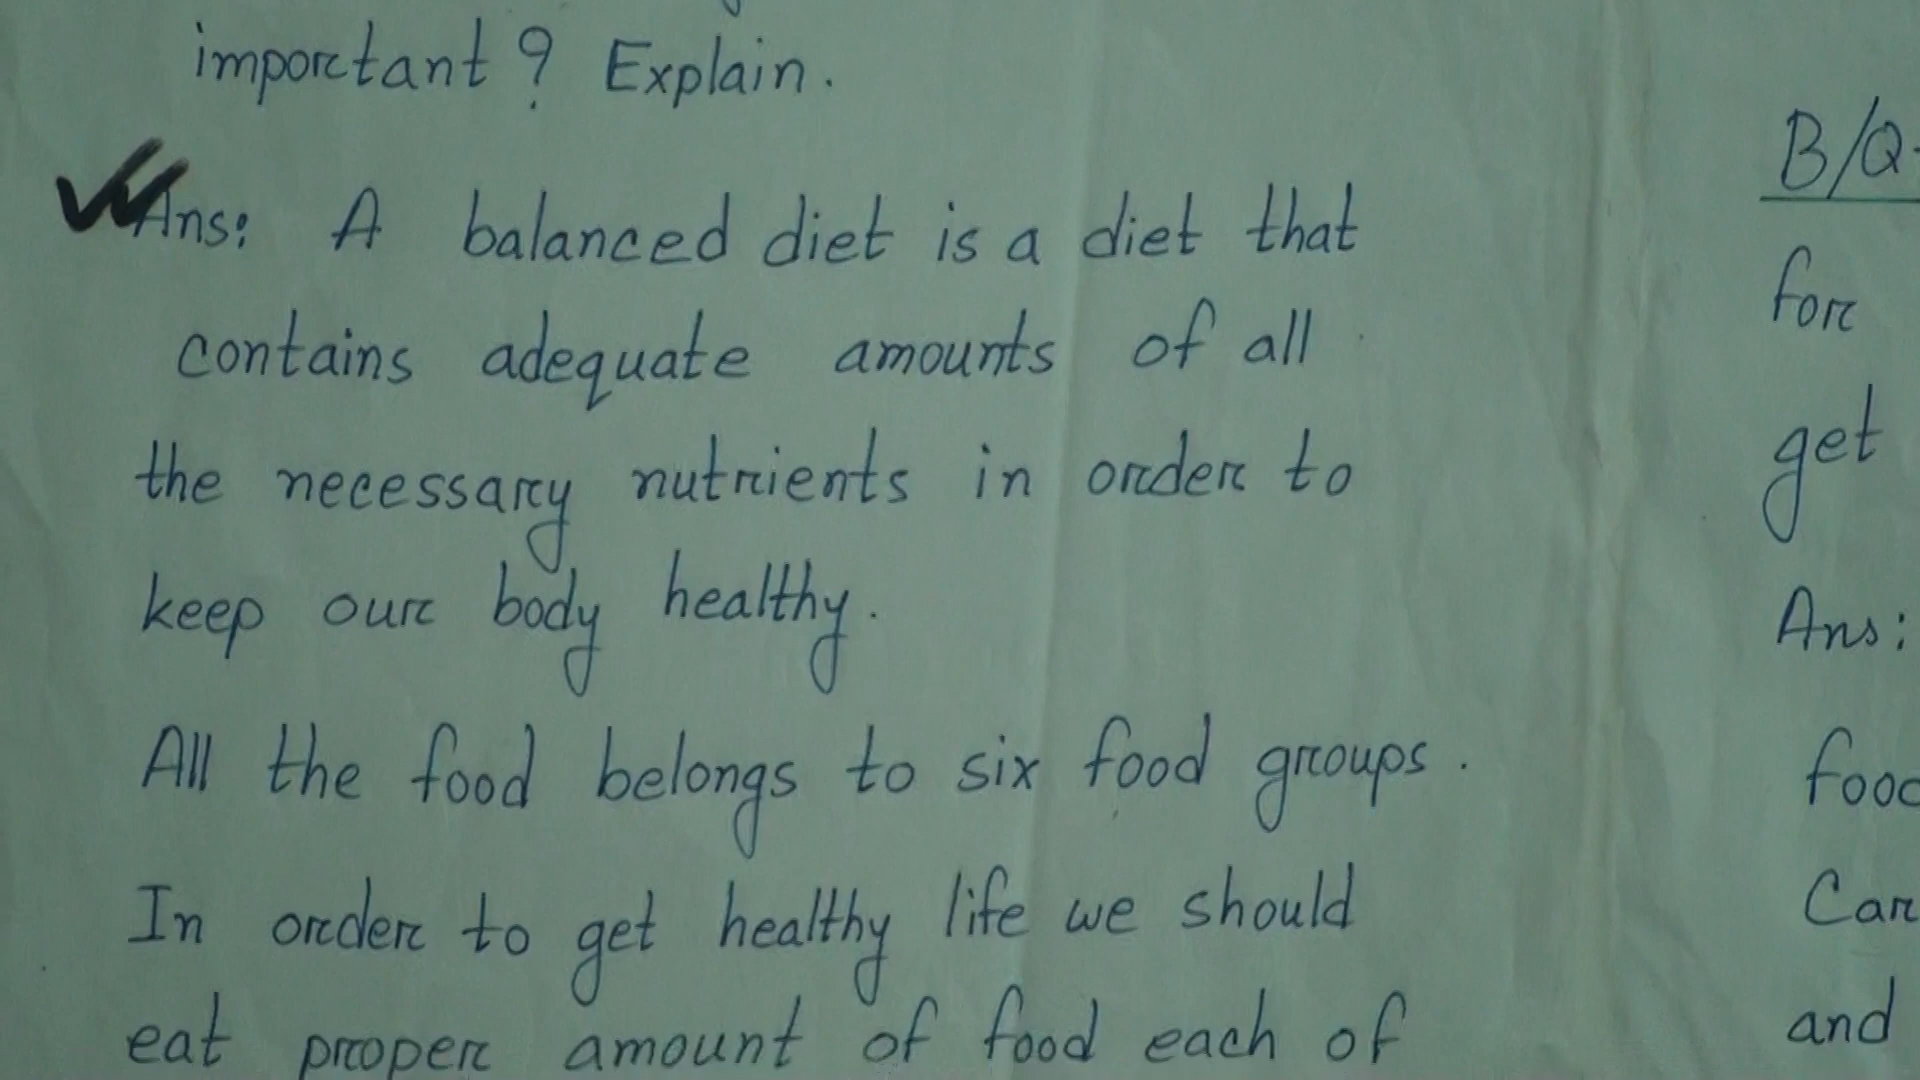 important? Explain.
Ans: A balanced diet is a diet that
contains adequate amounts of all
the necessary nutrients in order to
keep our body healthy.
All the food belongs to six food groups.
In order to get healthy life we should
eat proper amount of food each of
B/Q
for
get
Ans:
food
Car
and